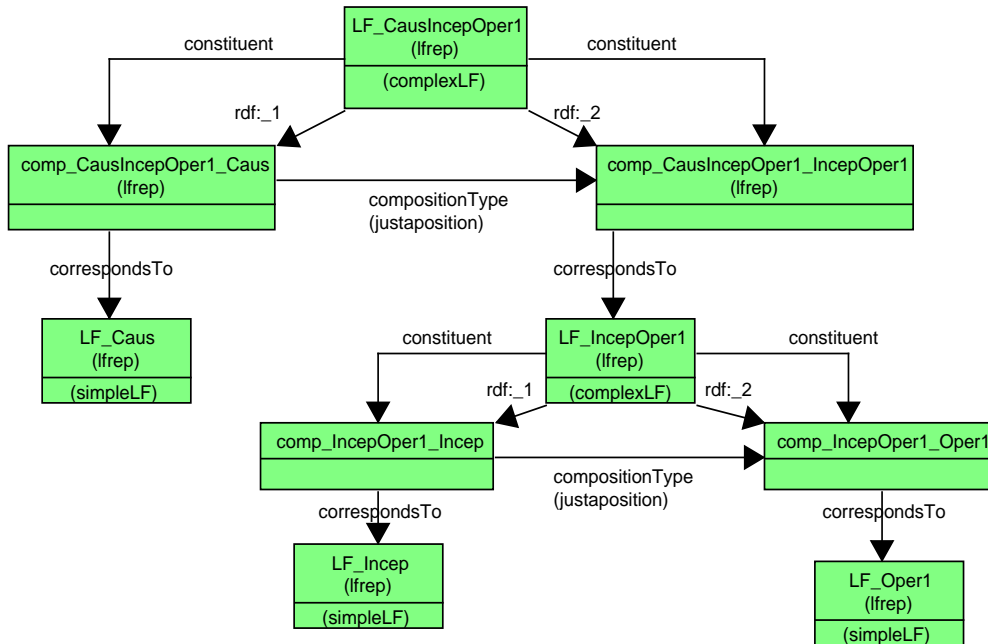 LF_CausIncepOper1
(lfrep)
(complexLF)
constituent
constituent
rdf:_1
rdf:_2
comp_CausIncepOper1_Caus
(lfrep)
comp_CausIncepOper1_IncepOper1
(lfrep)
compositionType
(justaposition)
correspondsTo
correspondsTo
LF_Caus
(lfrep)
(simpleLF)
LF_IncepOper1
(lfrep)
(complexLF)
constituent
constituent
rdf:_1
rdf:_2
comp_IncepOper1_Incep
comp_IncepOper1_Oper1
compositionType
(justaposition)
correspondsTo
correspondsTo
LF_Incep
(lfrep)
(simpleLF)
LF_Oper1
(lfrep)
(simpleLF)